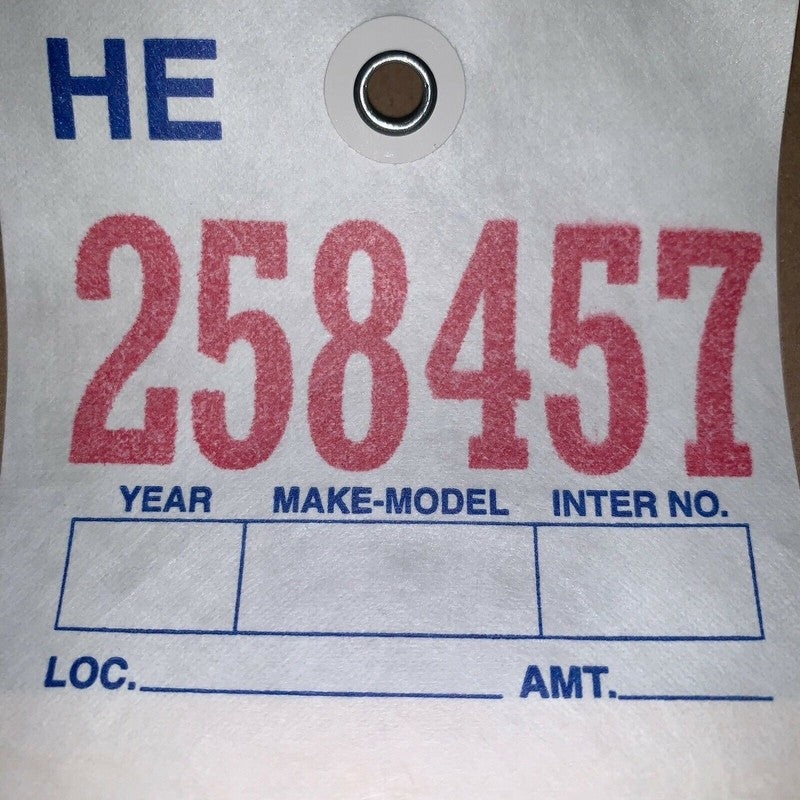 HE
258457
YEAR MAKE-MODEL INTER NO.
LOC. AMT.